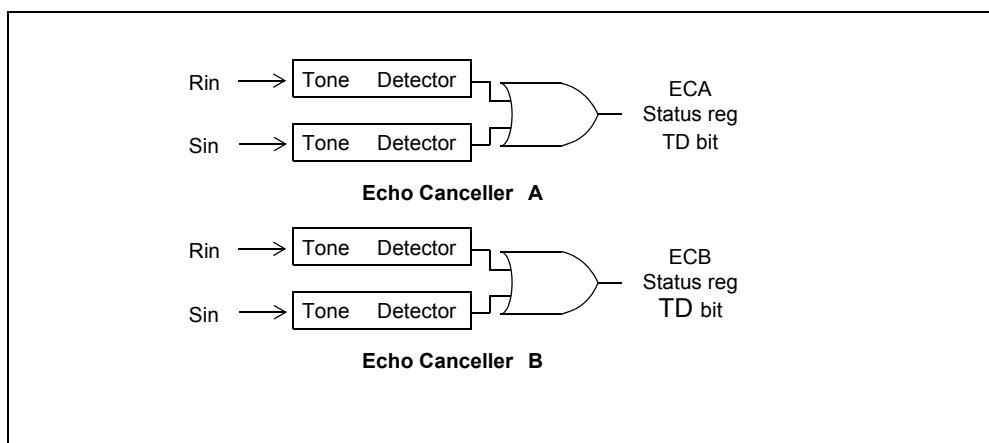 Rin
Tone Detector
ECA
Status reg
TD bit
Sin
Tone Detector
Echo Canceller A
Rin
Tone Detector
ECB
Status reg
TD bit
Sin
Tone Detector
Echo Canceller B